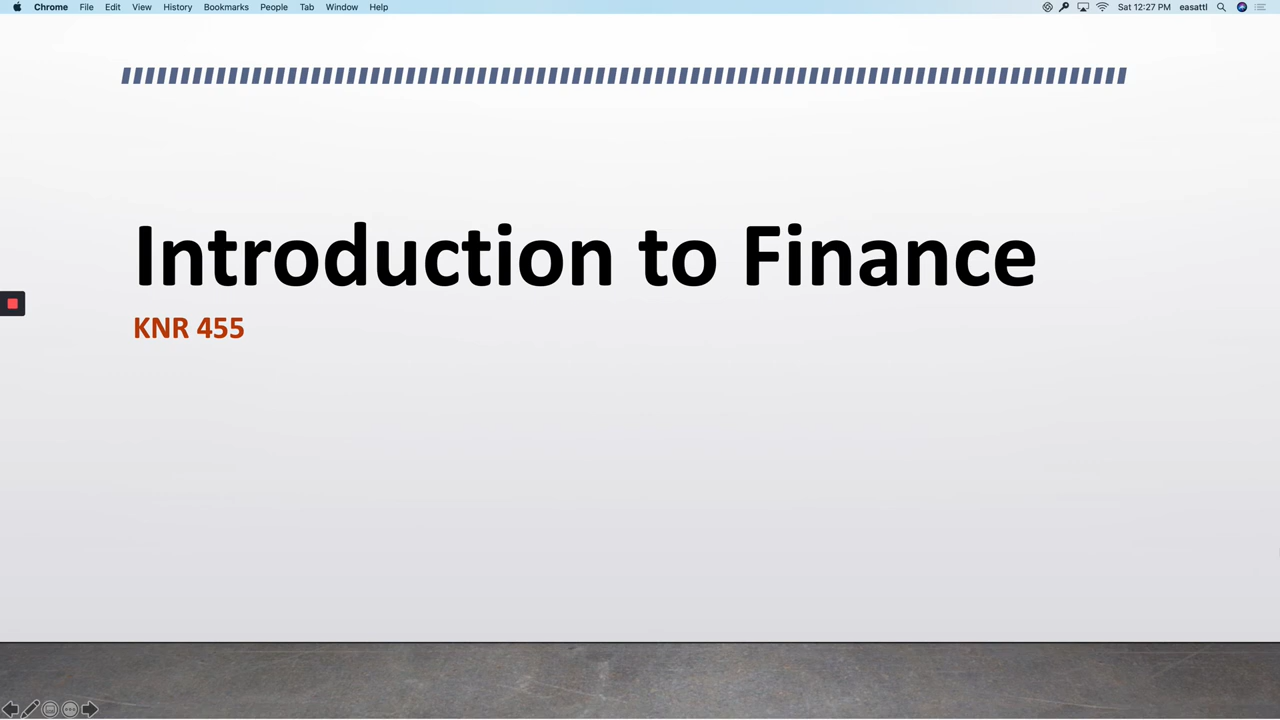 Chrome File Edit View History Bookmarks People Tab Window Help Sat 12:27 PM easattl
Introduction to Finance
KNR 455